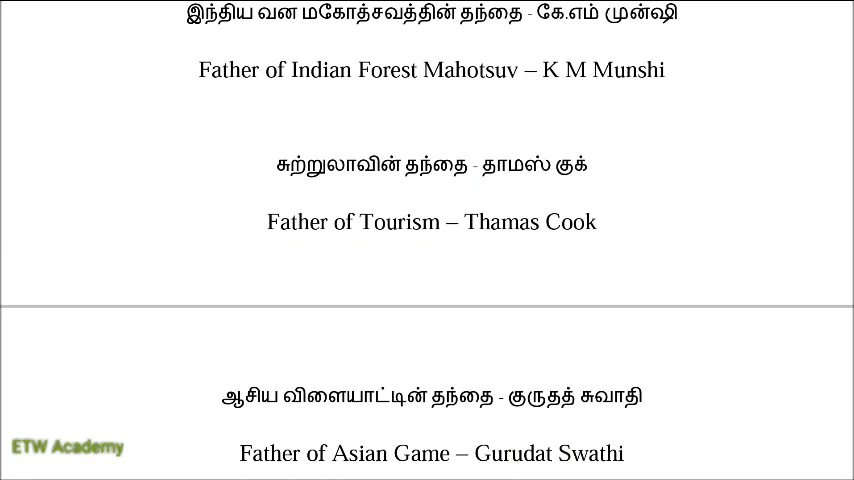 இந்திய வன மகோத்சவத்தின் தந்தை - கே.எம் முன்ஷி
Father of Indian Forest Mahotsuv – K M Munshi
சுற்றுலாவின் தந்தை - தாமஸ் குக்
Father of Tourism – Thamas Cook
ஆசிய விளையாட்டின் தந்தை - குருதத் சுவாதி
ETW Academy
Father of Asian Game – Gurudat Swathi